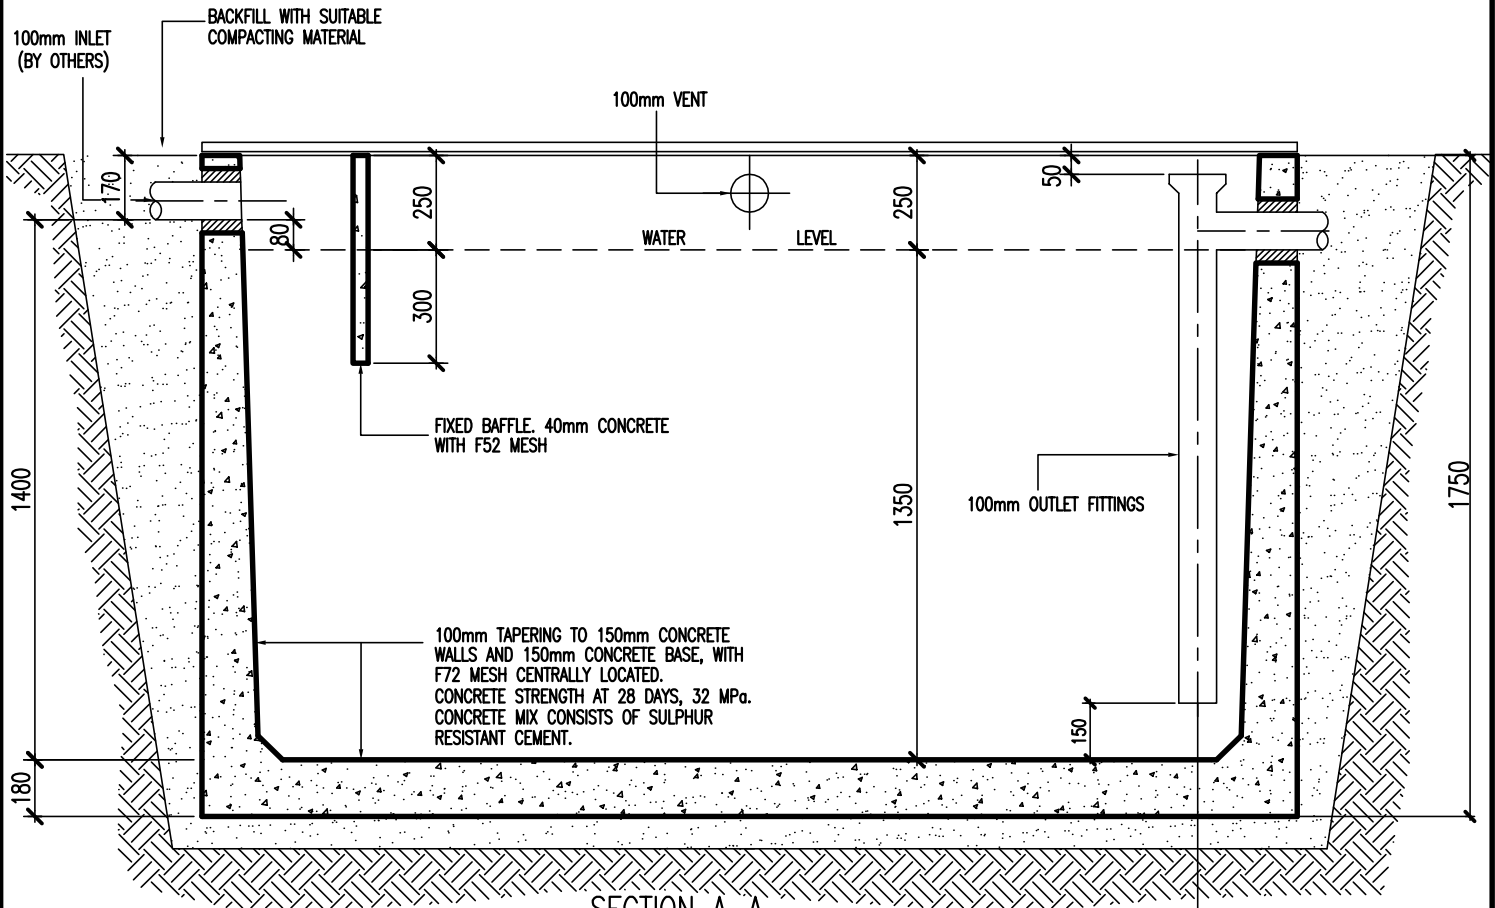 BACKFILL WITH SUITABLE
COMPACTING MATERIAL
100mm INLET
(BY OTHERS)
100mm VENT
170
80
250
300
250
50
WATER LEVEL
FIXED BAFFLE. 40mm CONCRETE
WITH F52 MESH
1400
1350
1750
100mm OUTLET FITTINGS
100mm TAPERING TO 150mm CONCRETE
WALLS AND 150mm CONCRETE BASE, WITH
F72 MESH CENTRALLY LOCATED.
CONCRETE STRENGTH AT 28 DAYS, 32 MPa.
CONCRETE MIX CONSISTS OF SULPHUR
RESISTANT CEMENT.
150
180
SECTION A A